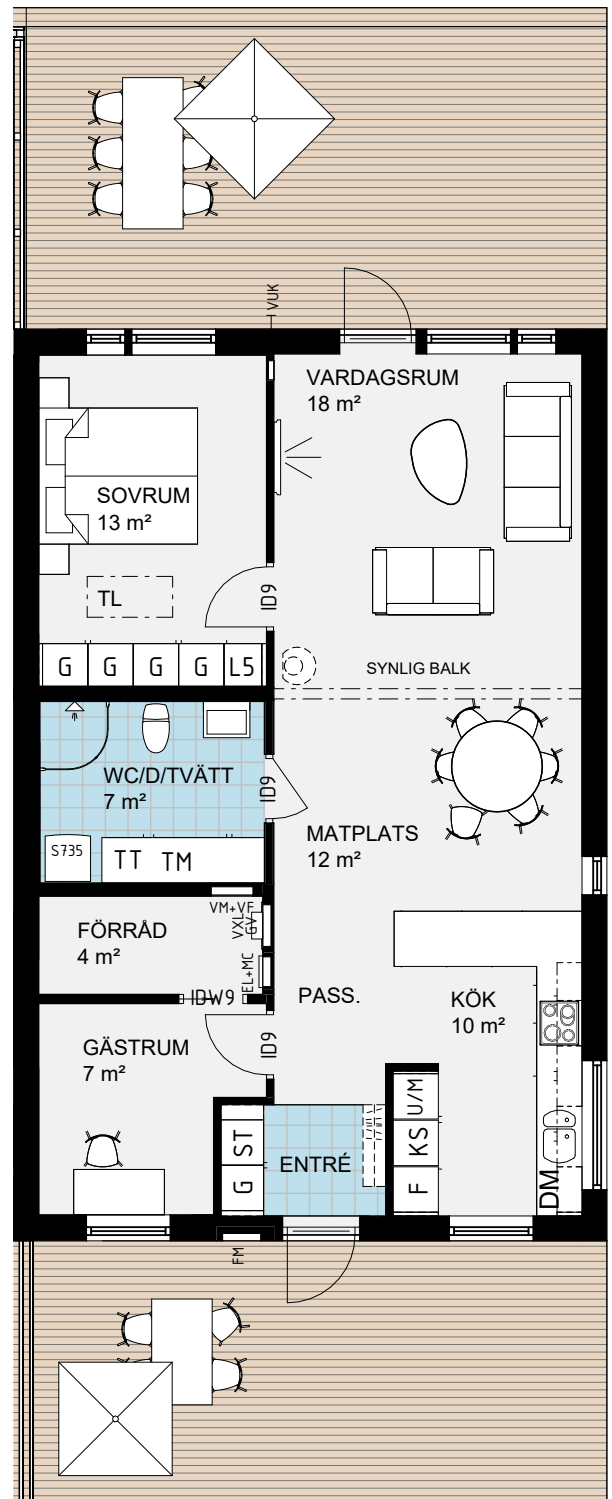 VUK
VARDAGSRUM
18 m²
SOVRUM
13 m²
TL
ID9
G G G G LS
SYNLIG BALK
WC/D/TVÄTT
7 m²
ID9
S735
TT TM
MATPLATS
12 m²
VM+VF
VXL
GV
FÖRRÅD
4 m²
EL+MC
IDW9
PASS.
KÖK
10 m²
GÄSTRUM
7 m²
ID9
U/M
KS
F
ST
G
ENTRÉ
DM
FM